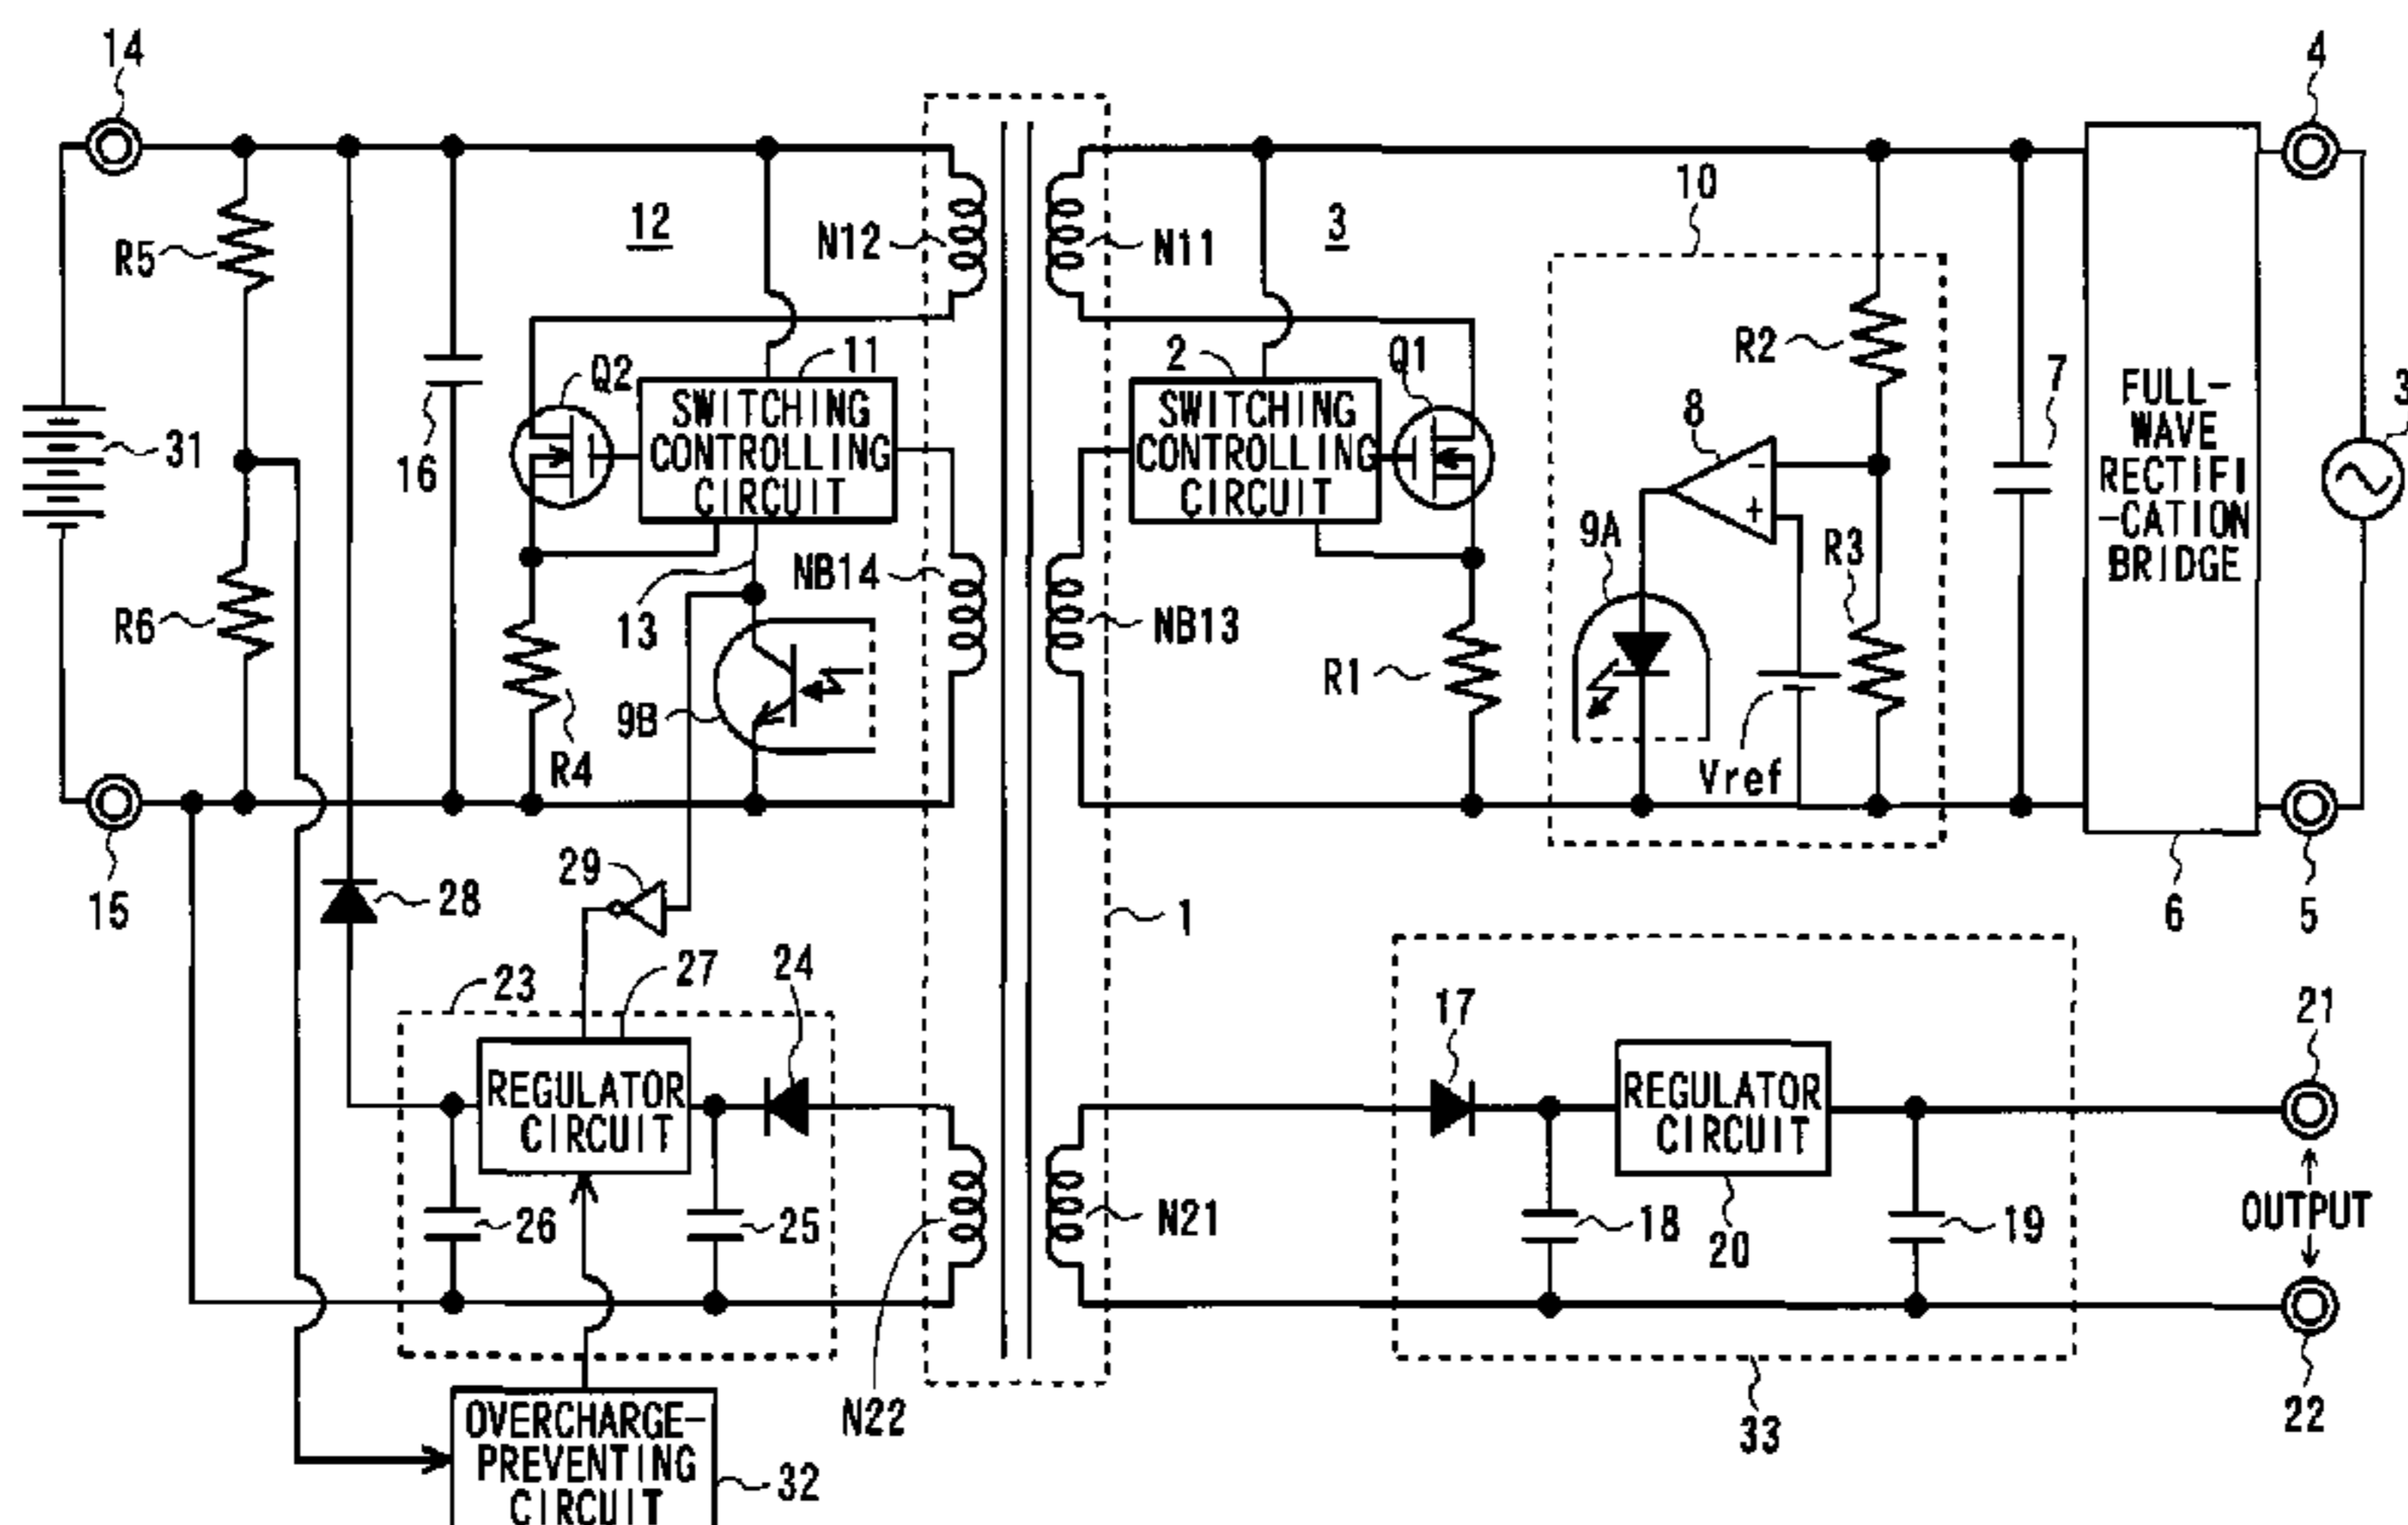 14
4
10
R5
12
N12
N11
3
R2
7
FULL-
WAVE
RECTIFI
-CATION
BRIDGE
11
2
Q1
Q2
SWITCHING
CONTROLLING
CIRCUIT
SWITCHING
CONTROLLING
CIRCUIT
8
-
+
31
16
9A
R3
R6
13
NB14
NB13
R1
9B
R4
Vref
15
29
28
1
6
5
23
27
24
17
21
REGULATOR
CIRCUIT
REGULATOR
CIRCUIT
26
25
N21
18
20
19
OUTPUT
N22
33
22
OVERCHARGE-
PREVENTING
CIRCUIT
32